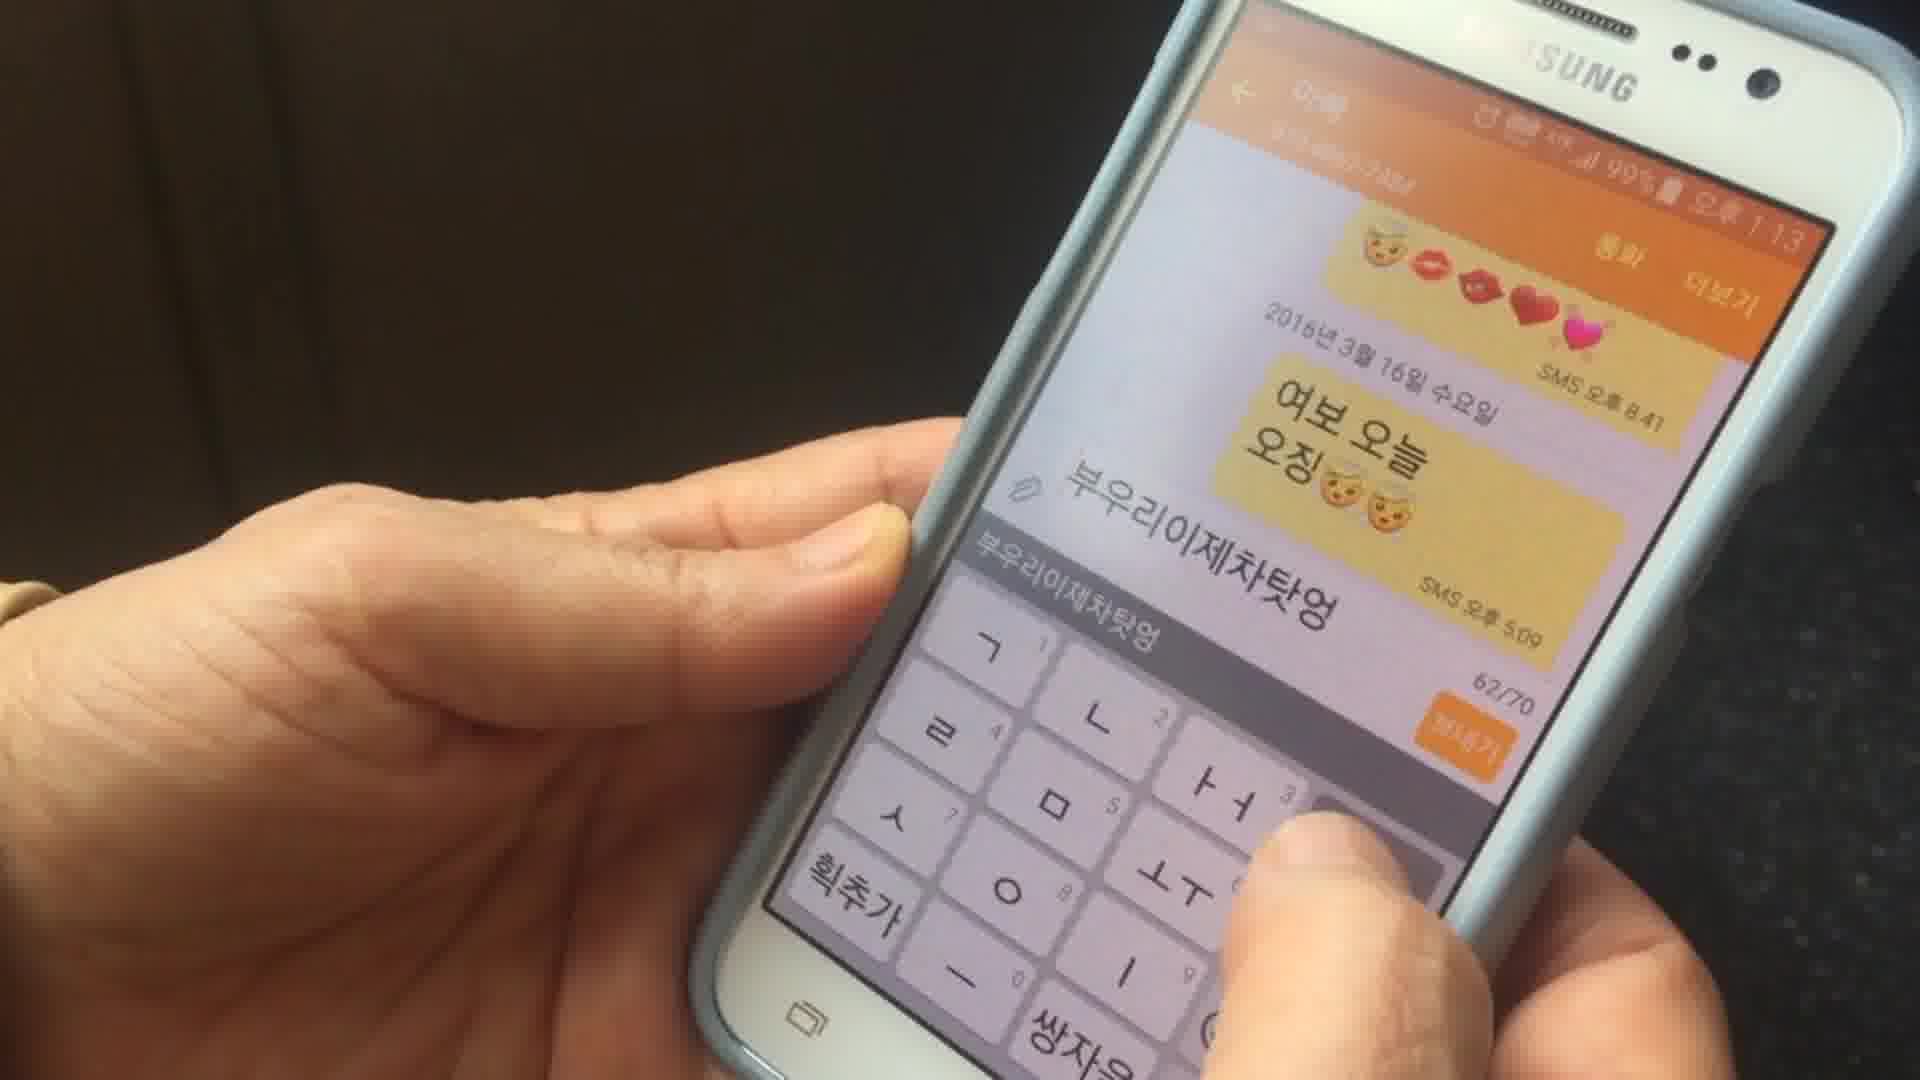 SUNG
99% 오후 1:13
통화 더보기
SMS 오후 8:41
2016년 3월 16일 수요일
여보 오늘
오징
SMS 오후 5:09
부우리이제차탓엉
62/70
보내기
부우리이제차탓엉
ㄱ 1
ㄴ 2
ㅏㅓ 3
ㄹ 4
ㅁ 5
ㅗㅜ
ㅅ 7
ㅇ 8
ㅣ 9
획추가
ㅡ 0
쌍자음